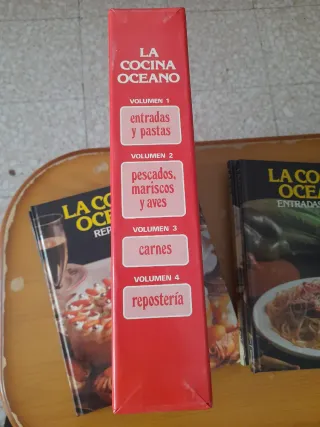 LA
COCINA
OCEANO
VOLUMEN 1
entradas
y pastas
VOLUMEN 2
pescados,
mariscos
y aves
VOLUMEN 3
carnes
VOLUMEN 4
repostería
LA CO
OCE
REP
LA CO
OCEA
ENTRADAS